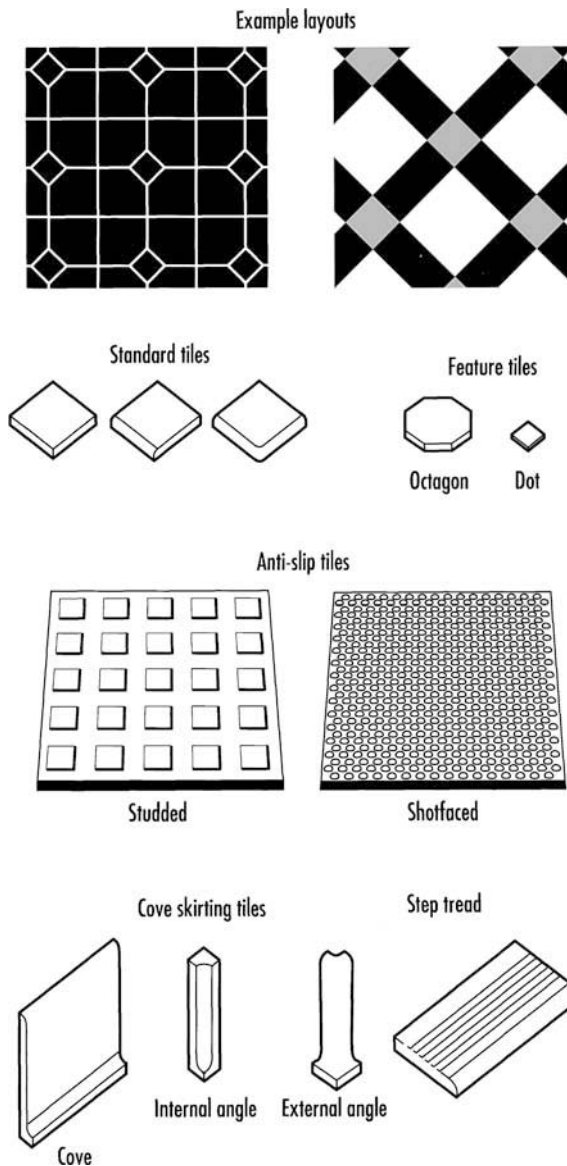 Example layouts
Standard tiles
Feature tiles
Octagon
Dot
Anti-slip tiles
Studded
Shotfaced
Cove skirting tiles
Step tread
Internal angle
External angle
Cove